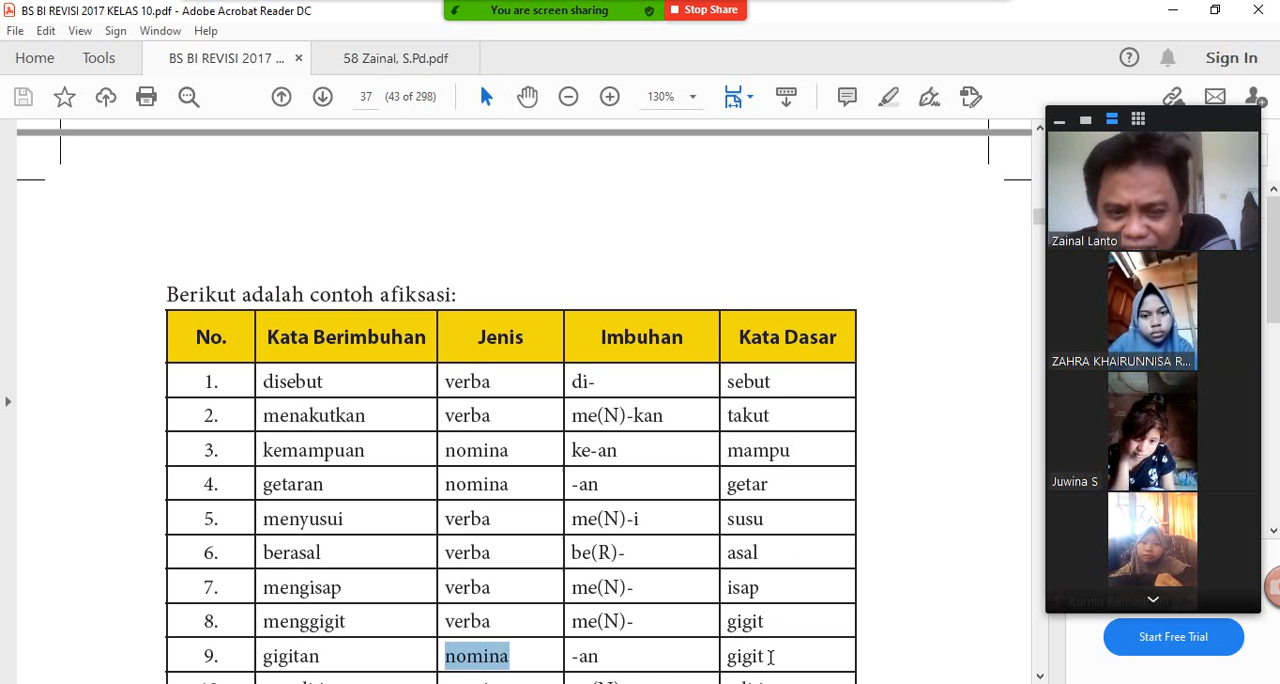 BS BI REVISI 2017 KELAS 10.pdf - Adobe Acrobat Reader DC
You are screen sharing
Stop Share
File Edit View Sign Window Help
Home Tools BS BI REVISI 2017 ... × 58 Zainal, S.Pd.pdf Sign In
37 (43 of 298) 130%
Zainal Lanto
ZAHRA KHAIRUNNISA R...
Juwina S
Start Free Trial
Berikut adalah contoh afiksasi:
No. Kata Berimbuhan Jenis Imbuhan Kata Dasar
1. disebut verba di- sebut
2. menakutkan verba me(N)-kan takut
3. kemampuan nomina ke-an mampu
4. getaran nomina -an getar
5. menyusui verba me(N)-i susu
6. berasal verba be(R)- asal
7. mengisap verba me(N)- isap
8. menggigit verba me(N)- gigit
9. gigitan nomina -an gigit